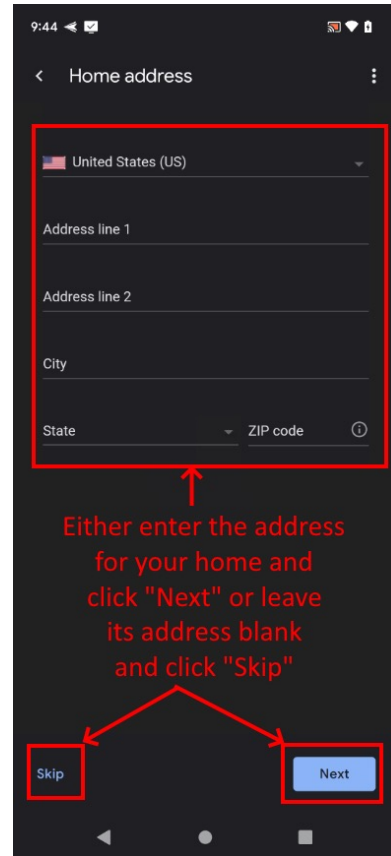 9:44
Home address
United States (US)
Address line 1
Address line 2
City
State ZIP code
Either enter the address
for your home and
click "Next" or leave
its address blank
and click "Skip"
Skip Next